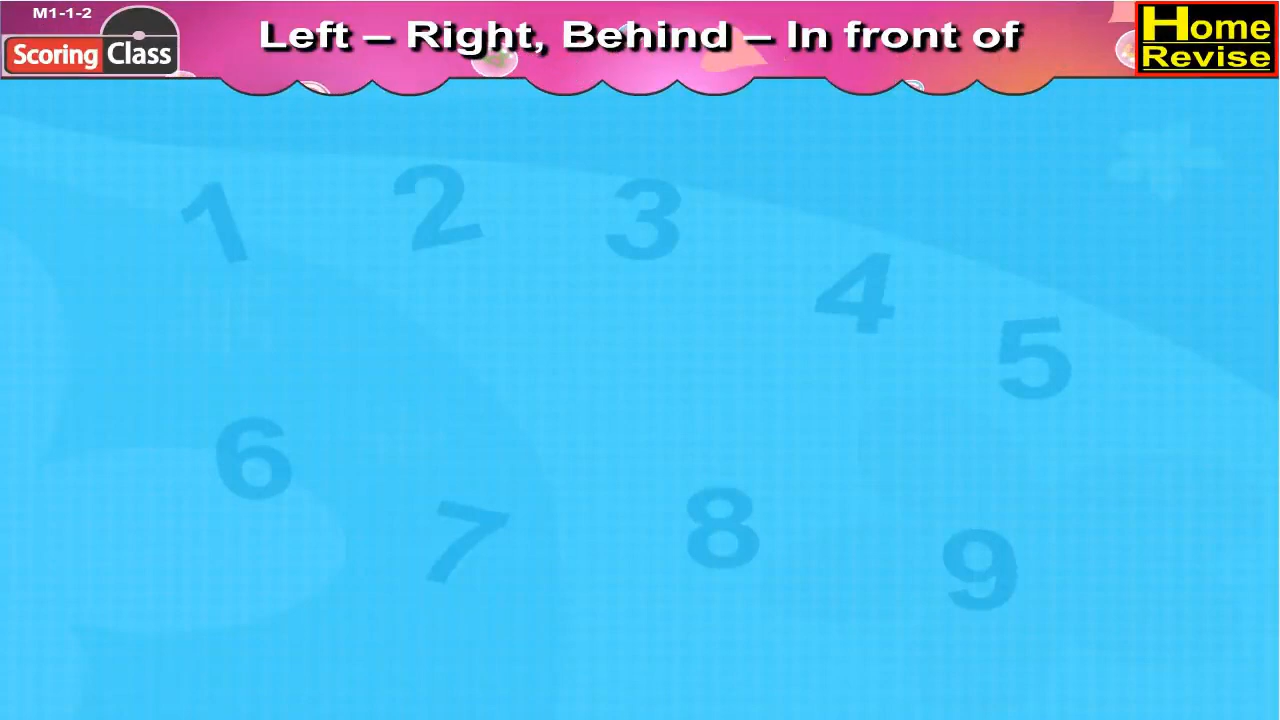 M1-1-2
Scoring Class
Left – Right, Behind – In front of
Home
Revise
1 2 3
4
5
6
7 8 9